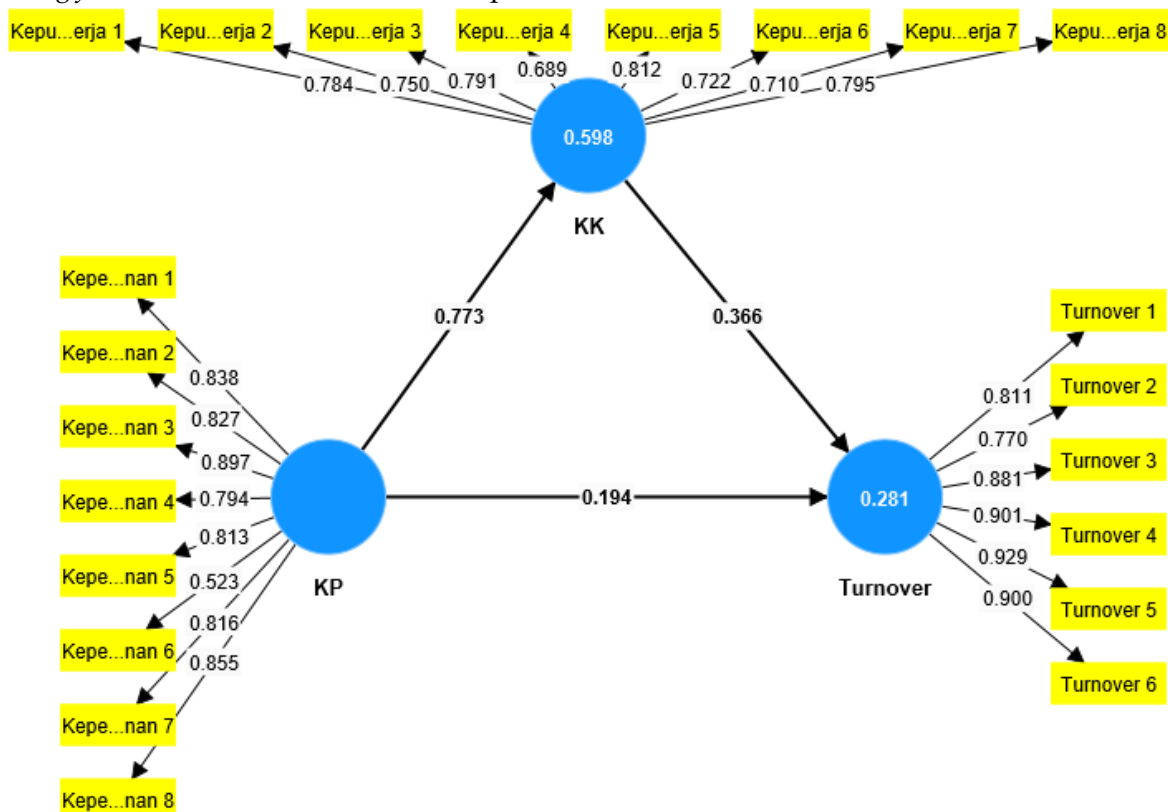 Kepu...erja 1
Kepu...erja 2
Kepu...erja 3
Kepu...erja 4
Kepu...erja 5
Kepu...erja 6
Kepu...erja 7
Kepu...erja 8
0.784
0.750
0.791
0.689
0.812
0.722
0.710
0.795
0.598
KK
Kepe...nan 1
Kepe...nan 2
Kepe...nan 3
Kepe...nan 4
Kepe...nan 5
Kepe...nan 6
Kepe...nan 7
Kepe...nan 8
0.838
0.827
0.897
0.794
0.813
0.523
0.816
0.855
KP
0.773
0.366
0.194
0.281
Turnover
0.811
0.770
0.881
0.901
0.929
0.900
Turnover 1
Turnover 2
Turnover 3
Turnover 4
Turnover 5
Turnover 6